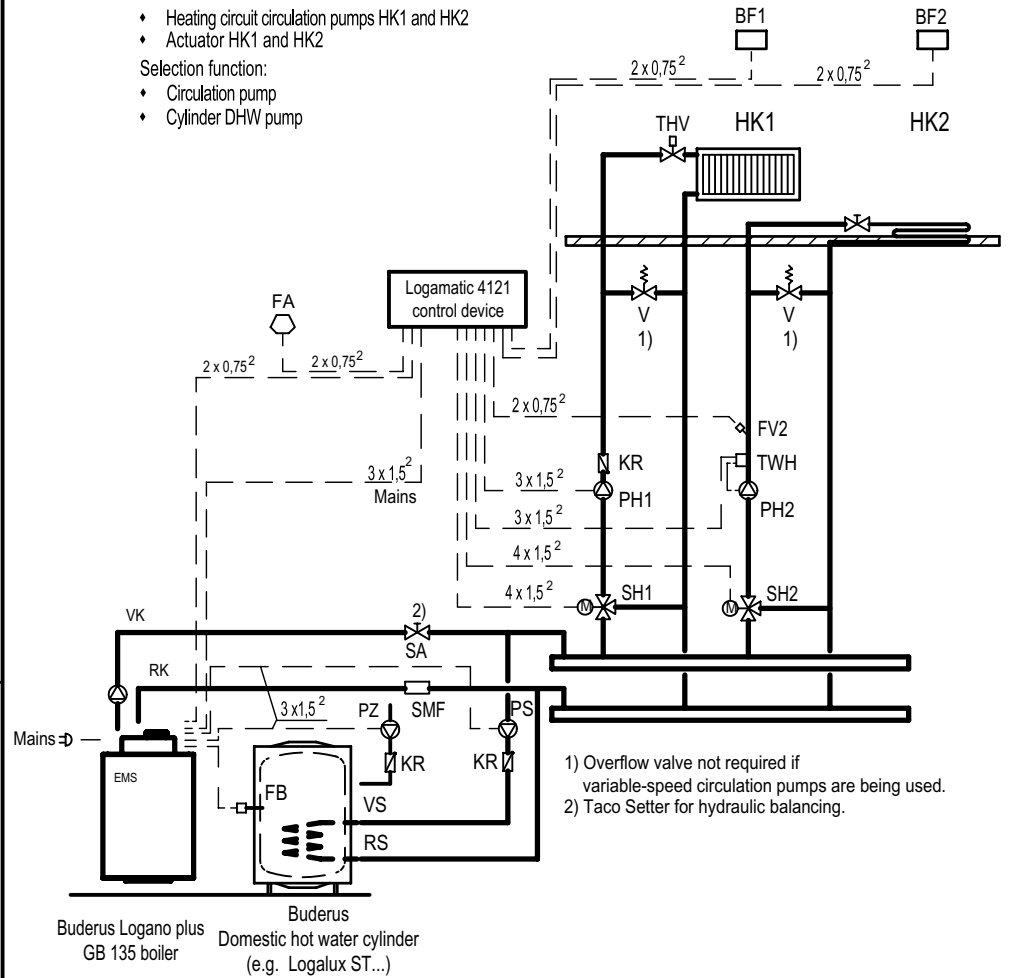 • Heating circuit circulation pumps HK1 and HK2
• Actuator HK1 and HK2
Selection function:
• Circulation pump
• Cylinder DHW pump
BF1
BF2
2 x 0,75²
2 x 0,75²
THV
HK1
HK2
Logamatic 4121
control device
FA
V
1)
V
1)
2 x 0,75²
2 x 0,75²
2 x 0,75²
FV2
KR
TWH
3 x 1,5²
Mains
3 x 1,5²
PH1
PH2
3 x 1,5²
4 x 1,5²
4 x 1,5²
SH1
SH2
M
M
VK
2)
SA
RK
3 x1,5²
PZ
SMF
PS
Mains
EMS
KR
KR
FB
VS
RS
1) Overflow valve not required if
variable-speed circulation pumps are being used.
2) Taco Setter for hydraulic balancing.
Buderus Logano plus
GB 135 boiler
Buderus
Domestic hot water cylinder
(e.g. Logalux ST...)